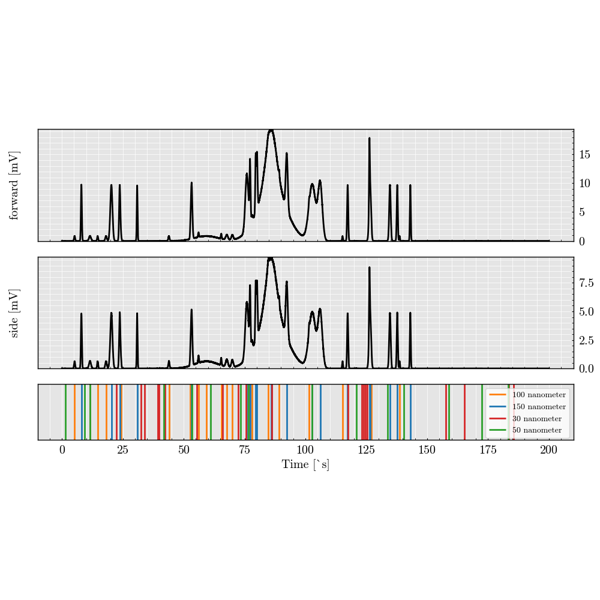 forward [mV]
15
10
5
0
side [mV]
7.5
5.0
2.5
0.0
100 nanometer
150 nanometer
30 nanometer
50 nanometer
0 25 50 75 100 125 150 175 200
Time [`s]